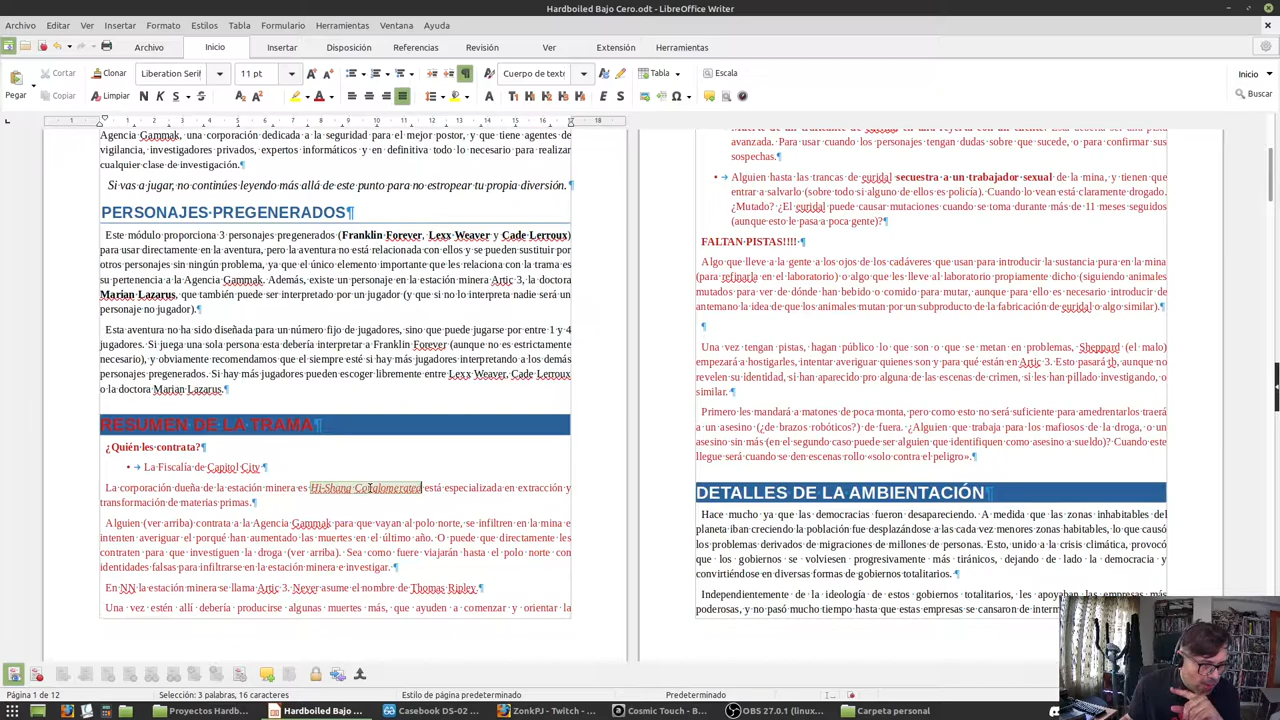 Hardboiled Bajo Cero.odt - LibreOffice Writer
Archivo Editar Ver Insertar Formato Estilos Tabla Formulario Herramientas Ventana Ayuda
Archivo Inicio Insertar Disposición Referencias Revisión Ver Extensión Herramientas
Cortar Clonar Liberation Serif 11 pt Cuerpo de texto Tabla Escala Inicio
Pegar Copiar Limpiar Buscar
Agencia Gammak, una corporación dedicada a la seguridad para el mejor postor, y que tiene agentes de
vigilancia, investigadores privados, expertos informáticos y en definitiva todo lo necesario para realizar
cualquier clase de investigación.¶
Si vas a jugar, no continúes leyendo más allá de este punto para no estropear tu propia diversión.¶
PERSONAJES PREGENERADOS¶
Este módulo proporciona 3 personajes pregenerados (Franklin Forever, Lexx Weaver y Cade Lerroux)
para usar directamente en la aventura, pero la aventura no está relacionada con ellos y se pueden sustituir por
otros personajes sin ningún problema, ya que el único elemento importante que les relaciona con la trama es
su pertenencia a la Agencia Gammak. Además, existe un personaje en la estación minera Artic 3, la doctora
Marian Lazarus, que también puede ser interpretado por un jugador (y que si no lo interpreta nadie será un
personaje no jugador).¶
Esta aventura no ha sido diseñada para un número fijo de jugadores, sino que puede jugarse por entre 1 y 4
jugadores. Si juega una sola persona esta debería interpretar a Franklin Forever (aunque no es estrictamente
necesario), y obviamente recomendamos que el siempre esté si hay más jugadores interpretando a los demás
personajes pregenerados. Si hay más jugadores pueden escoger libremente entre Lexx Weaver, Cade Lerroux
o la doctora Marian Lazarus.¶
RESUMEN DE LA TRAMA¶
¿Quién les contrata?¶
• La Fiscalía de Capitol City¶
La corporación dueña de la estación minera es Hi-Shang Conglomerated está especializada en extracción y
transformación de materias primas.¶
Alguien (ver arriba) contrata a la Agencia Gammak para que vayan al polo norte, se infiltren en la mina e
intenten averiguar el porqué han aumentado las muertes en el último año. O puede que directamente les
contraten para que investiguen la droga (ver arriba). Sea como fuere viajarán hasta el polo norte con
identidades falsas para infiltrarse en la estación minera e investigar.¶
En NN la estación minera se llama Artic 3. Never asume el nombre de Thomas Ripley¶
Una vez estén allí debería producirse algunas muertes más, que ayuden a comenzar y orientar la
Muerte de un traficante de euridal en una reyerta con un cliente. Esta debería ser una pista
avanzada. Para usar cuando los personajes tengan dudas sobre que sucede, o para confirmar sus
sospechas.¶
• Alguien hasta las trancas de euridal secuestra a un trabajador sexual de la mina, y tienen que
entrar a salvarlo (sobre todo si alguno de ellos es policía). Cuando lo vean está claramente drogado.
¿Mutado? ¿El euridal puede causar mutaciones cuando se toma durante más de 11 meses seguidos
(aunque esto le pasa a poca gente)?¶
FALTAN PISTAS!!!! ¶
Algo que lleve a la gente a los ojos de los cadáveres que usan para introducir la sustancia pura en la mina
(para refinarla en el laboratorio) o algo que les lleve al laboratorio propiamente dicho (siguiendo animales
mutados para ver de dónde han bebido o comido para mutar, aunque para ello es necesario introducir de
antemano la idea de que los animales mutan por un subproducto de la fabricación de euridal o algo similar).¶
¶
Una vez tengan pistas, hagan público lo que son o que se metan en problemas, Sheppard (el malo)
empezará a hostigarles, intentar averiguar quienes son y para qué están en Artic 3. Esto pasará tb, aunque no
revelen su identidad, si han aparecido pro alguna de las escenas de crimen, si les han pillado investigando, o
similar.¶
Primero les mandará a matones de poca monta, pero como esto no será suficiente para amedrentarlos traerá
a un asesino (¿de brazos robóticos?) de fuera. ¿Alguien que trabaja para los mafiosos de la droga, o un
asesino sin más (en el segundo caso puede ser alguien que identifiquen como asesino a sueldo)? Cuando este
llegue será cuando se den escenas rollo «solo contra el peligro».¶
DETALLES DE LA AMBIENTACIÓN¶
Hace mucho ya que las democracias fueron desapareciendo. A medida que las zonas inhabitables del
planeta iban creciendo la población fue desplazándose a las cada vez menores zonas habitables, lo que causó
los problemas derivados de migraciones de millones de personas. Esto, unido a la crisis climática, provocó
que los gobiernos se volviesen progresivamente más tiránicos, dejando de lado la democracia y
convirtiéndose en diversas formas de gobiernos totalitarios.¶
Independientemente de la ideología de estos gobiernos totalitarios, les apoyaban las empresas más
poderosas, y no pasó mucho tiempo hasta que estas empresas se cansaron de
Página 1 de 12 Selección: 3 palabras, 16 caracteres Estilo de página predeterminado Predeterminado
Proyectos Hardb... Hardboiled Bajo ... Casebook DS-02 ... ZonkPJ - Twitch - ... Cosmic Touch - B... OBS 27.0.1 (linux... Carpeta personal